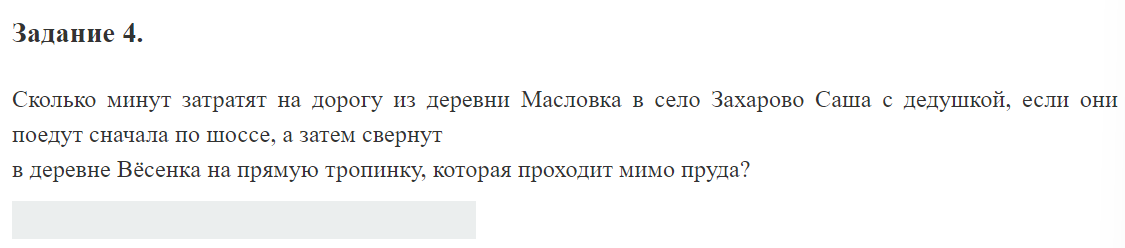 Задание 4.
Сколько минут затратят на дорогу из деревни Масловка в село Захарово Саша с дедушкой, если они
поедут сначала по шоссе, а затем свернут
в деревне Вёсенка на прямую тропинку, которая проходит мимо пруда?